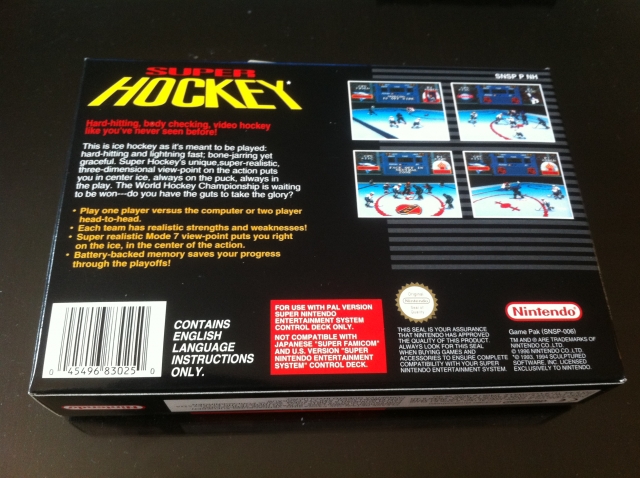 SUPER
HOCKEY
SNSP P NH
Hard-hitting, body checking, video hockey
like you've never seen before!
This is ice hockey as it's meant to be played:
hard-hitting and lightning fast; bone-jarring yet
graceful. Super Hockey's unique,super-realistic,
three-dimensional view-point on the action puts
you in center ice, always on the puck, always in
the play. The World Hockey Championship is waiting
to be won---do you have the guts to take the glory?
• Play one player versus the computer or two player
head-to-head.
• Each team has realistic strengths and weaknesses!
• Super realistic Mode 7 view-point puts you right
on the ice, in the center of the action.
• Battery-backed memory saves your progress
through the playoffs!
0 45496 83025 0
CONTAINS
ENGLISH
LANGUAGE
INSTRUCTIONS
ONLY.
FOR USE WITH PAL VERSION
SUPER NINTENDO
ENTERTAINMENT SYSTEM
CONTROL DECK ONLY.
NOT COMPATIBLE WITH
JAPANESE "SUPER FAMICOM"
AND U.S. VERSION "SUPER
NINTENDO ENTERTAINMENT
SYSTEM" CONTROL DECK.
THIS SEAL IS YOUR ASSURANCE
THAT NINTENDO HAS APPROVED
THE QUALITY OF THIS PRODUCT.
ALWAYS LOOK FOR THIS SEAL
WHEN BUYING GAMES AND
ACCESSORIES TO ENSURE COMPLETE
COMPATIBILITY WITH YOUR SUPER
NINTENDO ENTERTAINMENT SYSTEM.
Nintendo
Game Pak (SNSP-006)
TM AND ® ARE TRADEMARKS OF
NINTENDO CO. LTD.
© NINTENDO CO. LTD.
©1993, 1994 SCULPTURED
SOFTWARE, INC. LICENSED
EXCLUSIVELY TO NINTENDO.